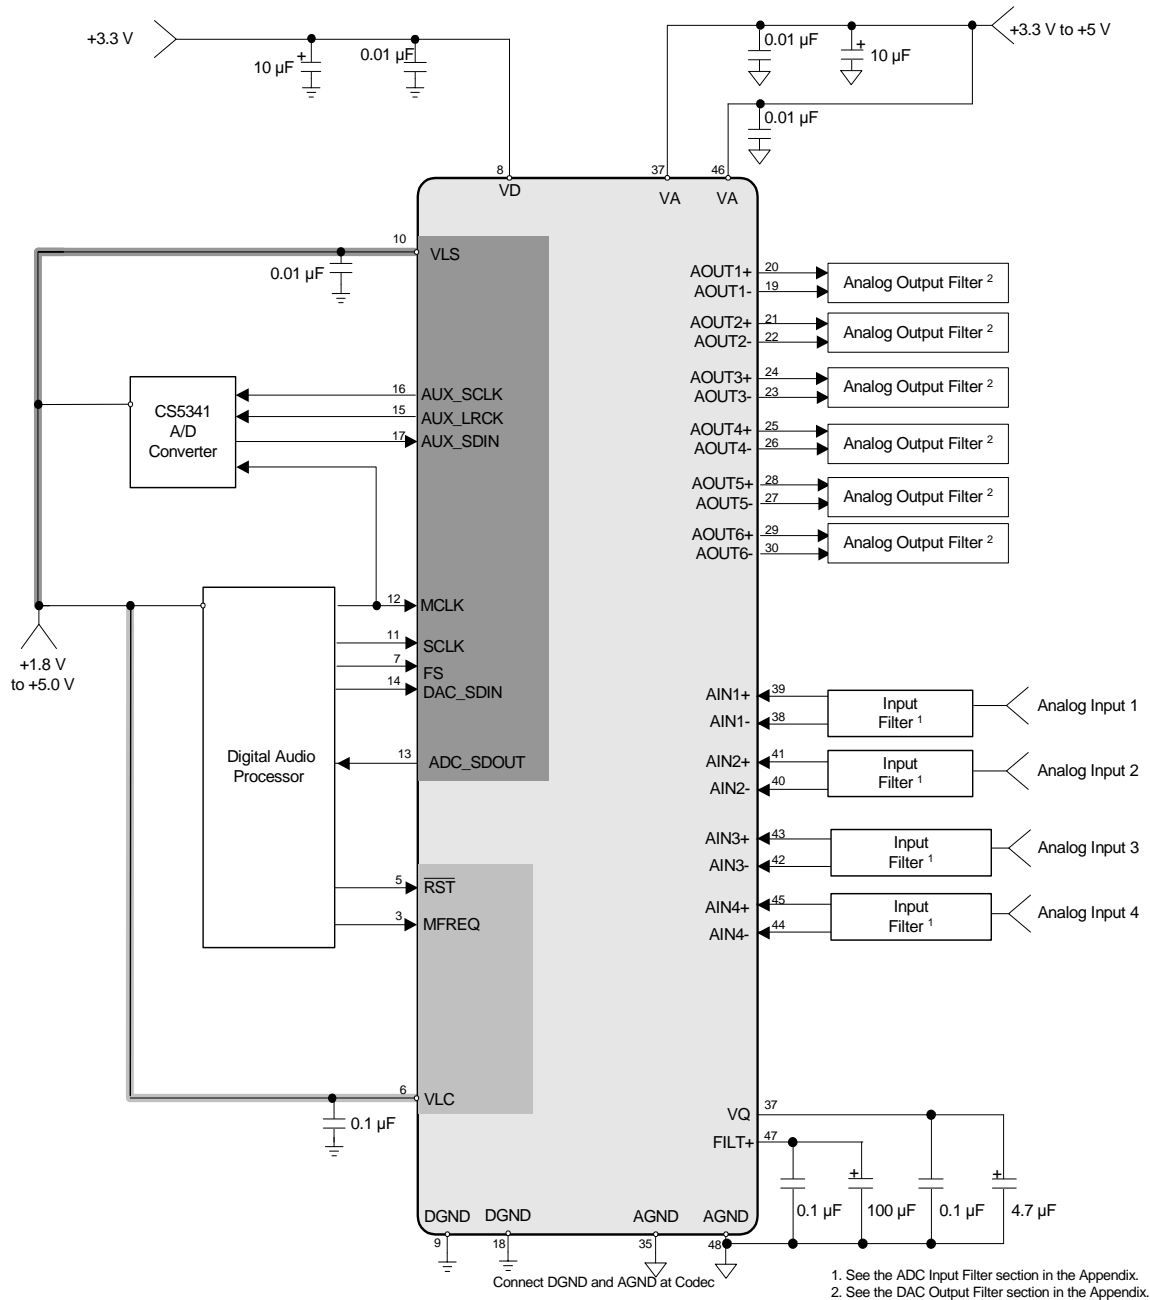 +3.3 V
10 µF
+
0.01 µF
0.01 µF
+
10 µF
+3.3 V to +5 V
0.01 µF
8
VD
37
VA
46
VA
10
VLS
0.01 µF
CS5341
A/D
Converter
16
AUX_SCLK
15
AUX_LRCK
17
AUX_SDIN
12
MCLK
11
SCLK
7
FS
14
DAC_SDIN
13
ADC_SDOUT
+1.8 V
to +5.0 V
Digital Audio
Processor
5
RST
3
MFREQ
6
VLC
0.1 µF
AOUT1+
20
AOUT1-
19
Analog Output Filter 2
AOUT2+
21
AOUT2-
22
Analog Output Filter 2
AOUT3+
24
AOUT3-
23
Analog Output Filter 2
AOUT4+
25
AOUT4-
26
Analog Output Filter 2
AOUT5+
28
AOUT5-
27
Analog Output Filter 2
AOUT6+
29
AOUT6-
30
Analog Output Filter 2
AIN1+
39
AIN1-
38
Input
Filter 1
Analog Input 1
AIN2+
41
AIN2-
40
Input
Filter 1
Analog Input 2
AIN3+
43
AIN3-
42
Input
Filter 1
Analog Input 3
AIN4+
45
AIN4-
44
Input
Filter 1
Analog Input 4
VQ
37
FILT+
47
+
+
0.1 µF
100 µF
0.1 µF
4.7 µF
DGND
9
DGND
18
AGND
35
AGND
48
Connect DGND and AGND at Codec
1. See the ADC Input Filter section in the Appendix.
2. See the DAC Output Filter section in the Appendix.